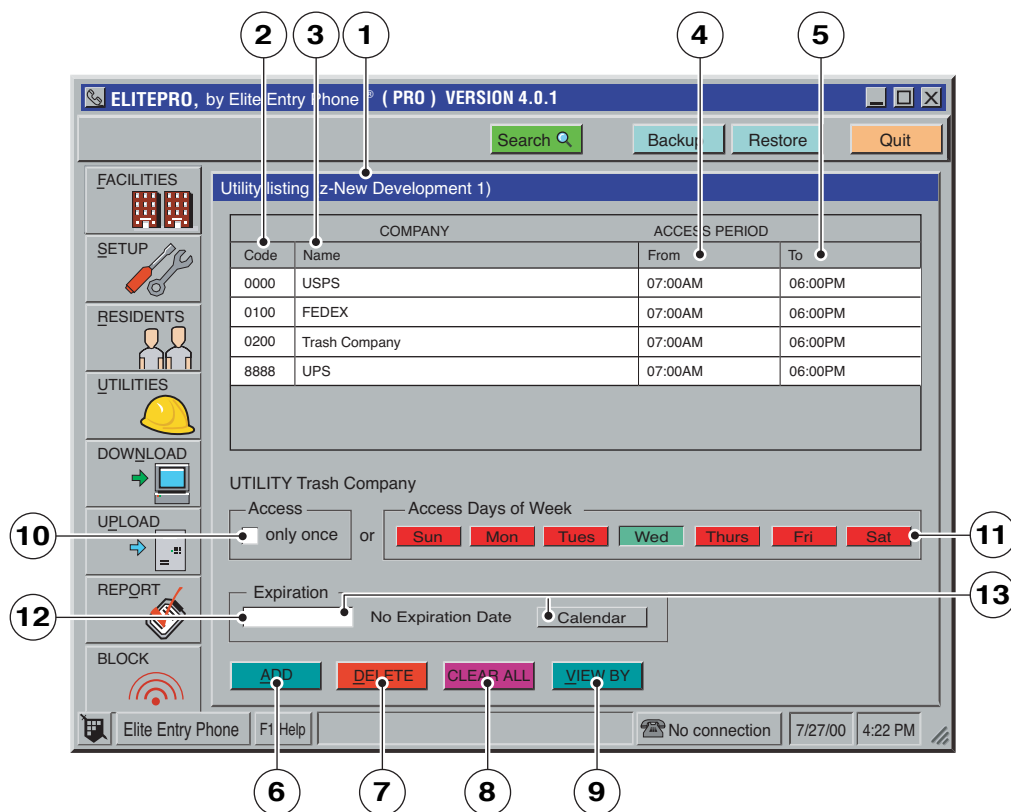 2 3 1 4 5
ELITEPRO, by Elite Entry Phone ® ( PRO ) VERSION 4.0.1
Search Backup Restore Quit
FACILITIES
SETUP
RESIDENTS
UTILITIES
DOWNLOAD
UPLOAD
REPORT
BLOCK
Utility listing (z-New Development 1)
COMPANY ACCESS PERIOD
Code Name From To
0000 USPS 07:00AM 06:00PM
0100 FEDEX 07:00AM 06:00PM
0200 Trash Company 07:00AM 06:00PM
8888 UPS 07:00AM 06:00PM
UTILITY Trash Company
Access Access Days of Week
10 only once or Sun Mon Tues Wed Thurs Fri Sat 11
Expiration
12 No Expiration Date Calendar 13
ADD DELETE CLEAR ALL VIEW BY
Elite Entry Phone F1 Help No connection 7/27/00 4:22 PM
6 7 8 9